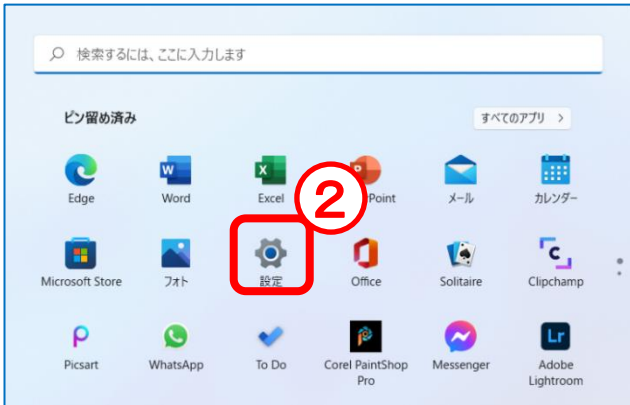 検索するには、ここに入力します
ピン留め済み
すべてのアプリ >
Edge
Word
Excel
Point
メール
カレンダー
②
Microsoft Store
フォト
設定
Office
Solitaire
Clipchamp
Picsart
WhatsApp
To Do
Corel PaintShop
Pro
Messenger
Adobe
Lightroom